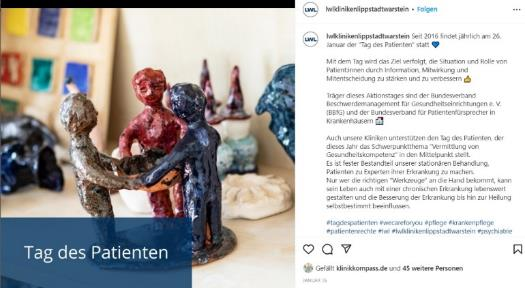 lwlklinikenlippstadtwarstein • Folgen
LWL
LWL
lwlklinikenlippstadtwarstein Seit 2016 findet jährlich am 26.
Januar der "Tag des Patienten" statt 💙
Mit dem Tag wird das Ziel verfolgt, die Situation und Rolle von
Patient:innen durch Information, Mitwirkung und
Mitentscheidung zu stärken und zu verbessern 👍
Träger dieses Aktionstages sind der Bundesverband
Beschwerdemanagement für Gesundheitseinrichtungen e. V.
(BBfG) und der Bundesverband für Patientenfürsprecher in
Krankenhäusern 🏥
Auch unsere Kliniken unterstützen den Tag des Patienten, der
dieses Jahr das Schwerpunktthema "Vermittlung von
Gesundheitskompetenz" in den Mittelpunkt stellt.
Es ist fester Bestandteil unserer stationären Behandlung,
Patienten zu Experten ihrer Erkrankung zu machen.
Nur wer die richtigen "Werkzeuge" an die Hand bekommt, kann
sein Leben auch mit einer chronischen Erkrankung lebenswert
gestalten und die Besserung der Erkrankung bis hin zur Heilung
selbstbestimmt beeinflussen.
#tagdespatienten #wecareforyou #pflege #krankenpflege
#patientenrechte #lwl #lwlklinikenlippstadtwarstein #psychiatrie
Tag des Patienten
Gefällt klinikkompass.de und 45 weitere Personen
JANUAR 26